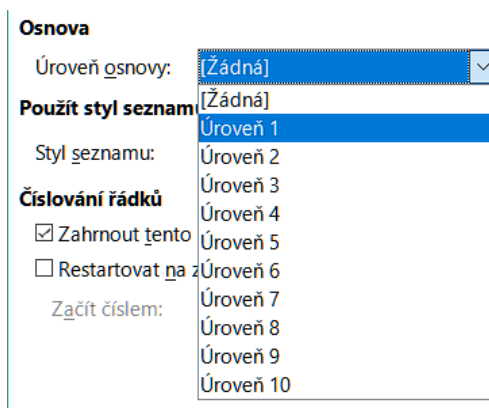 Osnova
Úroveň osnovy: [Žádná]
[Žádná]
Použít styl seznamu
Úroveň 1
Styl seznamu: Úroveň 2
Úroveň 3
Číslování řádků
Úroveň 4
Zahrnout tento Úroveň 5
Restartovat na z Úroveň 6
Úroveň 7
Začít číslem:
Úroveň 8
Úroveň 9
Úroveň 10